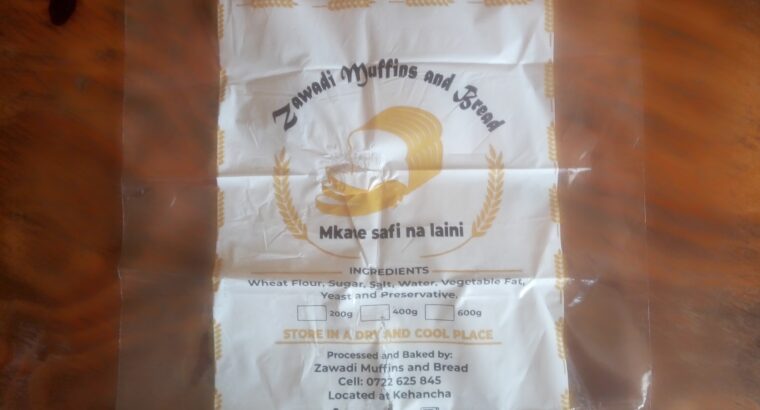 Zawadi Muffins and Bread
Mkate safi na laini
INGREDIENTS
Wheat Flour, Sugar, Salt, Water, Vegetable Fat,
Yeast and Preservative.
200g 400g 600g
STORE IN A DRY AND COOL PLACE
Processed and Baked by:
Zawadi Muffins and Bread
Cell: 0722 625 845
Located at Kehancha